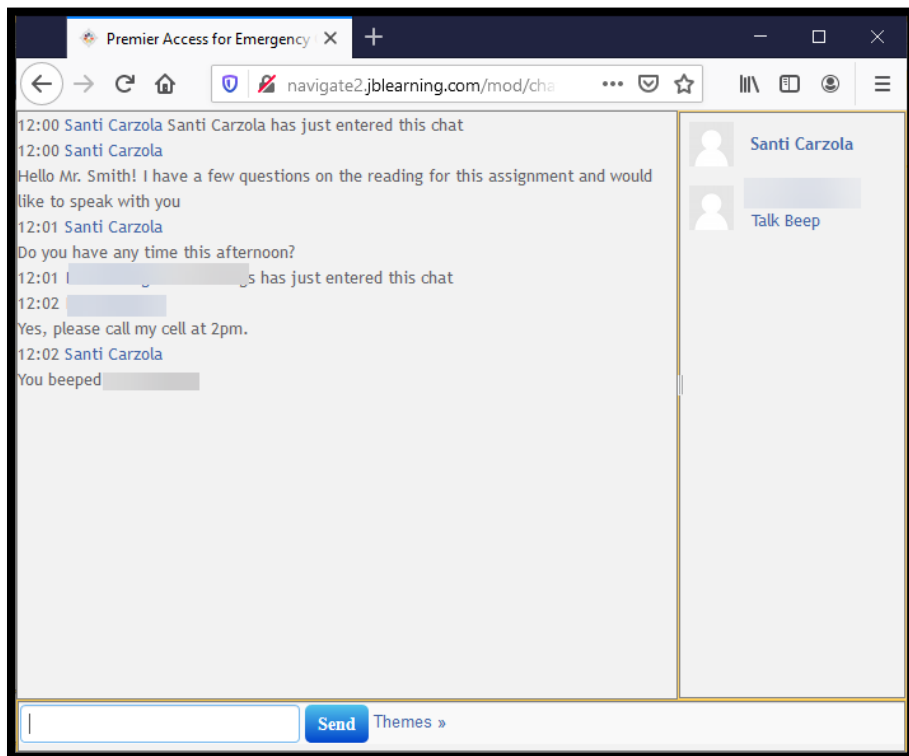 Premier Access for Emergency
navigate2.jblearning.com/mod/cha
12:00 Santi Carzola Santi Carzola has just entered this chat
12:00 Santi Carzola
Hello Mr. Smith! I have a few questions on the reading for this assignment and would
like to speak with you
12:01 Santi Carzola
Do you have any time this afternoon?
12:01 has just entered this chat
12:02
Yes, please call my cell at 2pm.
12:02 Santi Carzola
You beeped
Santi Carzola
Talk Beep
Send Themes »